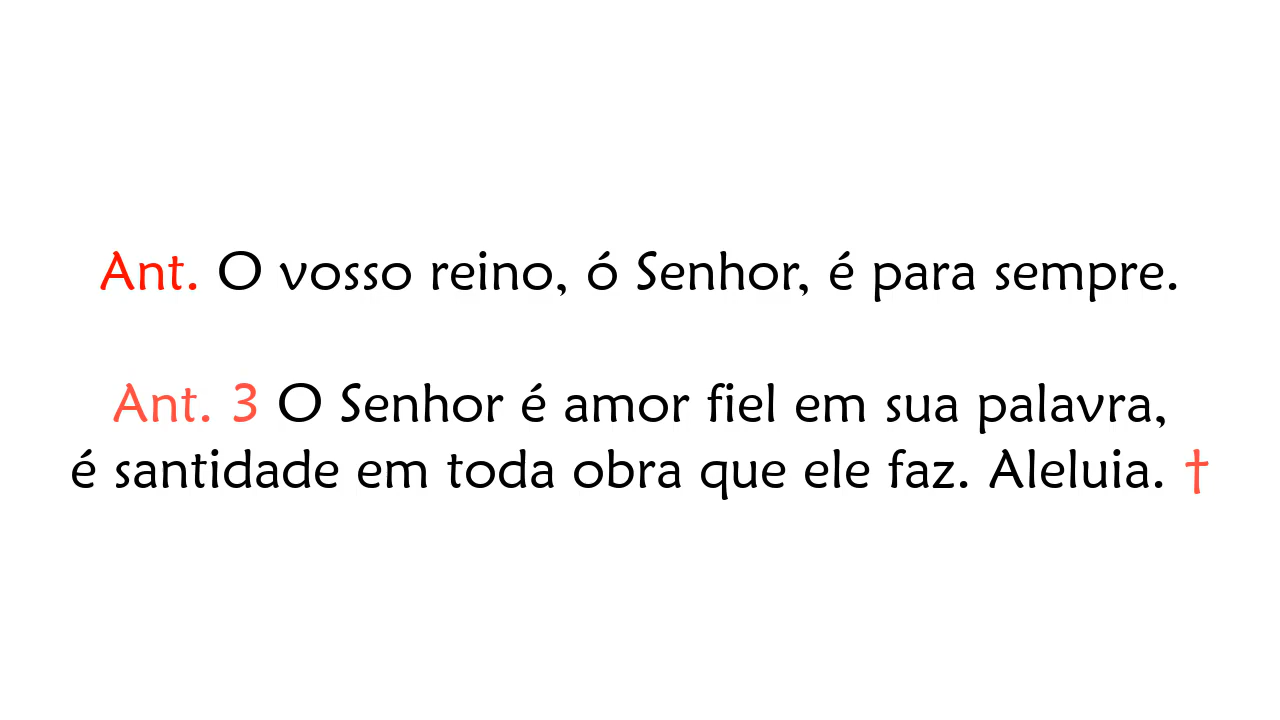 Ant. O vosso reino, ó Senhor, é para sempre.
Ant. 3 O Senhor é amor fiel em sua palavra,
é santidade em toda obra que ele faz. Aleluia. †